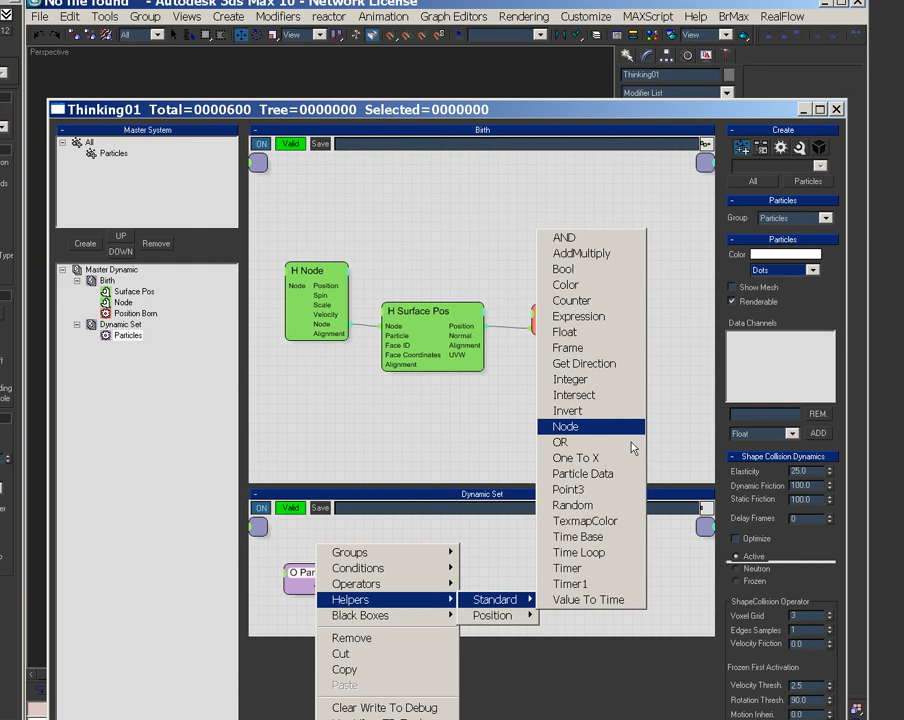 No file found - Autodesk 3ds Max 10 - Network License
File Edit Tools Group Views Create Modifiers reactor Animation Graph Editors Rendering Customize MAXScript Help BrMax RealFlow
All View View
12
Perspective
Thinking01
Modifier List
Thinking01 Total=0000600 Tree=0000000 Selected=0000000
Master System
All
Particles
Create UP Remove
DOWN
Master Dynamic
Birth
Surface Pos
Node
Position Born
Dynamic Set
Particles
Birth
ON Valid Save
H Node
Node Position
Spin
Scale
Velocity
Node
Alignment
H Surface Pos
Node Position
Particle Normal
Face ID Alignment
Face Coordinates UVW
Alignment
Dynamic Set
ON Valid Save
O Par
Groups
Conditions
Operators
Helpers
Black Boxes
Remove
Cut
Copy
Paste
Clear Write To Debug
Standard
Position
AND
AddMultiply
Bool
Color
Counter
Expression
Float
Frame
Get Direction
Integer
Intersect
Invert
Node
OR
One To X
Particle Data
Point3
Random
TexmapColor
Time Base
Time Loop
Timer
Timer1
Value To Time
Create
All Particles
Particles
Group Particles
Particles
Color
Dots
Show Mesh
Renderable
Data Channels
REM.
Float ADD
Shape Collision Dynamics
Elasticity 25.0
Dynamic Friction 100.0
Static Friction 100.0
Delay Frames 0
Optimize
Active
Neutron
Frozen
ShapeCollision Operator
Voxel Grid 3
Edges Samples 1
Velocity Friction 0.0
Frozen First Activation
Velocity Thresh. 2.5
Rotation Thresh. 90.0
Motion Inheri. 0.0